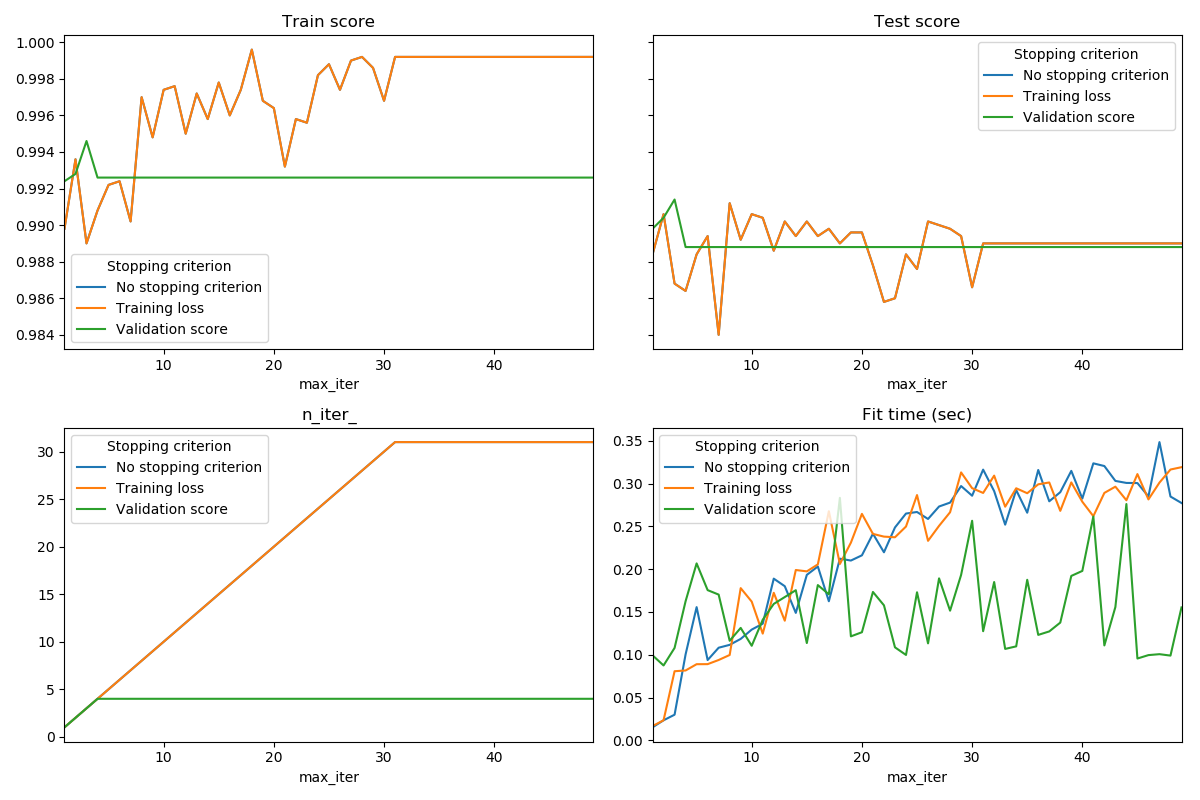 Train score
1.000
0.998
0.996
0.994
0.992
0.990
0.988
0.986
0.984
Stopping criterion
No stopping criterion
Training loss
Validation score
10
20
30
40
max_iter
Test score
Stopping criterion
No stopping criterion
Training loss
Validation score
10
20
30
40
max_iter
n_iter_
30
25
20
15
10
5
0
Stopping criterion
No stopping criterion
Training loss
Validation score
10
20
30
40
max_iter
Fit time (sec)
0.35
0.30
0.25
0.20
0.15
0.10
0.05
0.00
Stopping criterion
No stopping criterion
Training loss
Validation score
10
20
30
40
max_iter